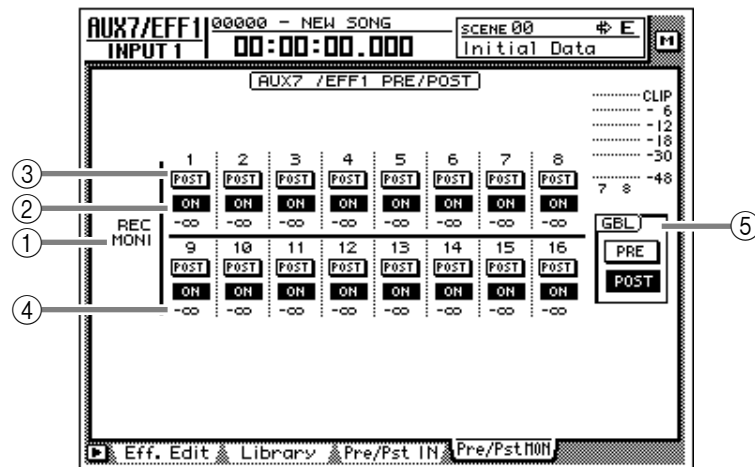 AUX7/EFF1 00000 - NEW SONG SCENE 00 E
INPUT 1 00:00:00.000 Initial Data M
AUX7 /EFF1 PRE/POST
CLIP
- 6
-12
-18
-30
-48
7 8
1 2 3 4 5 6 7 8
③ POST POST POST POST POST POST POST POST
② ON ON ON ON ON ON ON ON
-∞ -∞ -∞ -∞ -∞ -∞ -∞ -∞
① REC
MONI
9 10 11 12 13 14 15 16
POST POST POST POST POST POST POST POST
ON ON ON ON ON ON ON ON
④ -∞ -∞ -∞ -∞ -∞ -∞ -∞ -∞
GBL ⑤
PRE
POST
Eff. Edit Library Pre/Pst IN Pre/Pst MON